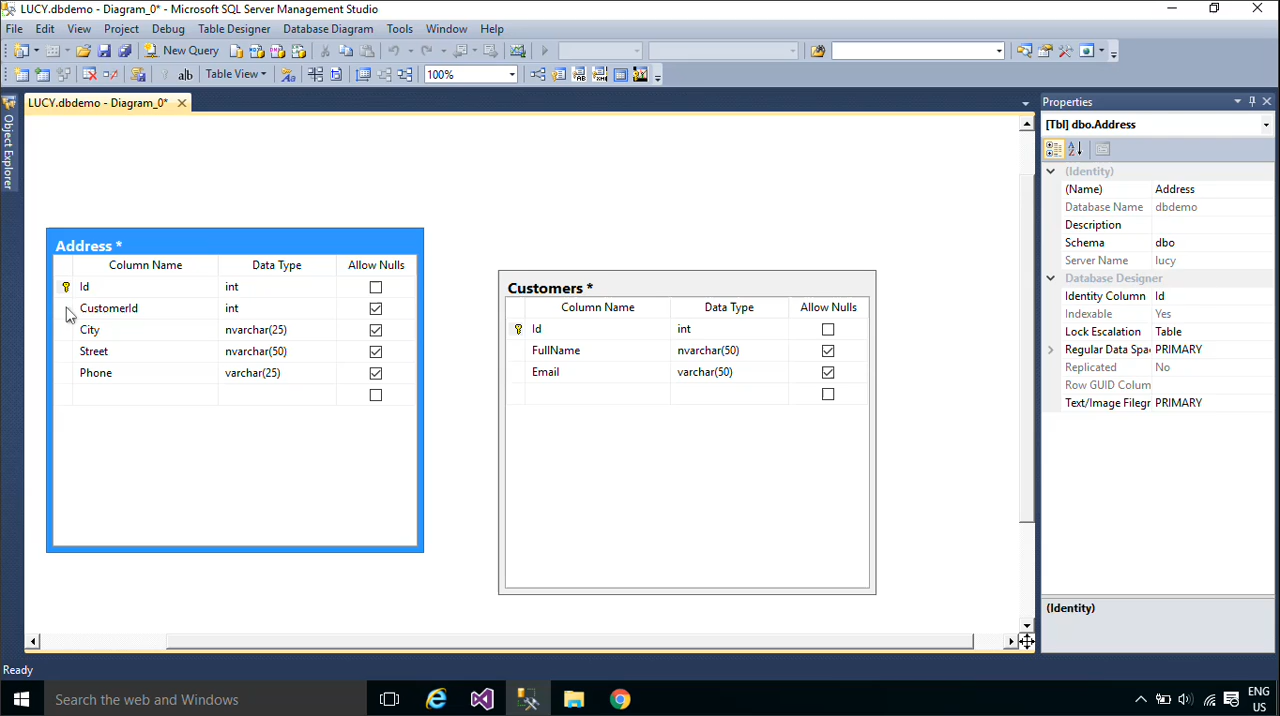 LUCY.dbdemo - Diagram_0* - Microsoft SQL Server Management Studio
File Edit View Project Debug Table Designer Database Diagram Tools Window Help
New Query
Table View 100%
LUCY.dbdemo - Diagram_0*
Object Explorer
Address *
Column Name Data Type Allow Nulls
Id int
CustomerId int
City nvarchar(25)
Street nvarchar(50)
Phone varchar(25)
Customers *
Column Name Data Type Allow Nulls
Id int
FullName nvarchar(50)
Email varchar(50)
Properties
[Tbl] dbo.Address
(Identity)
(Name) Address
Database Name dbdemo
Description
Schema dbo
Server Name lucy
Database Designer
Identity Column Id
Indexable Yes
Lock Escalation Table
Regular Data Spa PRIMARY
Replicated No
Row GUID Colum
Text/Image Filegr PRIMARY
(Identity)
Ready
Search the web and Windows
ENG
US